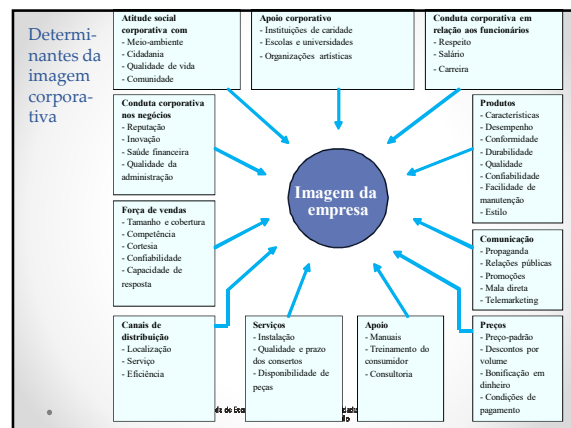 Determi-
nantes da
imagem
corpora-
tiva
Atitude social
corporativa com
- Meio-ambiente
- Cidadania
- Qualidade de vida
- Comunidade
Apoio corporativo
- Instituições de caridade
- Escolas e universidades
- Organizações artísticas
Conduta corporativa em
relação aos funcionários
- Respeito
- Salário
- Carreira
Conduta corporativa
nos negócios
- Reputação
- Inovação
- Saúde financeira
- Qualidade da
administração
Produtos
- Características
- Desempenho
- Conformidade
- Durabilidade
- Qualidade
- Confiabilidade
- Facilidade de
manutenção
- Estilo
Imagem da
empresa
Força de vendas
- Tamanho e cobertura
- Competência
- Cortesia
- Confiabilidade
- Capacidade de
resposta
Comunicação
- Propaganda
- Relações públicas
- Promoções
- Mala direta
- Telemarketing
Canais de
distribuição
- Localização
- Serviço
- Eficiência
Serviços
- Instalação
- Qualidade e prazo
dos consertos
- Disponibilidade de
peças
Apoio
- Manuais
- Treinamento do
consumidor
- Consultoria
Preços
- Preço-padrão
- Descontos por
volume
- Bonificação em
dinheiro
- Condições de
pagamento